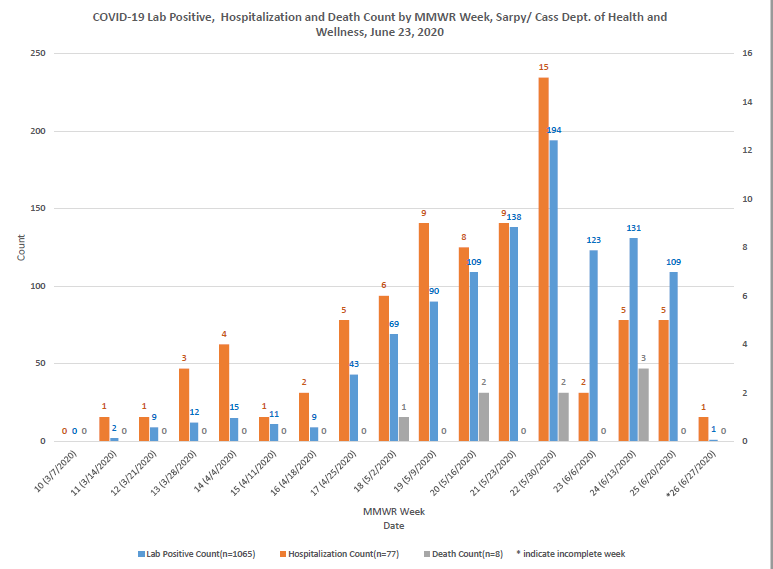 COVID-19 Lab Positive, Hospitalization and Death Count by MMWR Week, Sarpy/ Cass Dept. of Health and
Wellness, June 23, 2020
250
200
150
100
50
0
Count
16
14
12
10
8
6
4
2
0
0 0 0
1 2 0
1 9 0
3 12 0
4 15 0
1 11 0
2 9 0
5 43 0
6 69 1
9 90 0
8 109 2
9 138 0
15 194 2
2 123 0
5 131 3
5 109 0
1 1 0
10 (3/7/2020)
11 (3/14/2020)
12 (3/21/2020)
13 (3/28/2020)
14 (4/4/2020)
15 (4/11/2020)
16 (4/18/2020)
17 (4/25/2020)
18 (5/2/2020)
19 (5/9/2020)
20 (5/16/2020)
21 (5/23/2020)
22 (5/30/2020)
23 (6/6/2020)
24 (6/13/2020)
25 (6/20/2020)
*26 (6/27/2020)
MMWR Week
Date
Lab Positive Count(n=1065) Hospitalization Count(n=77) Death Count(n=8) * indicate incomplete week